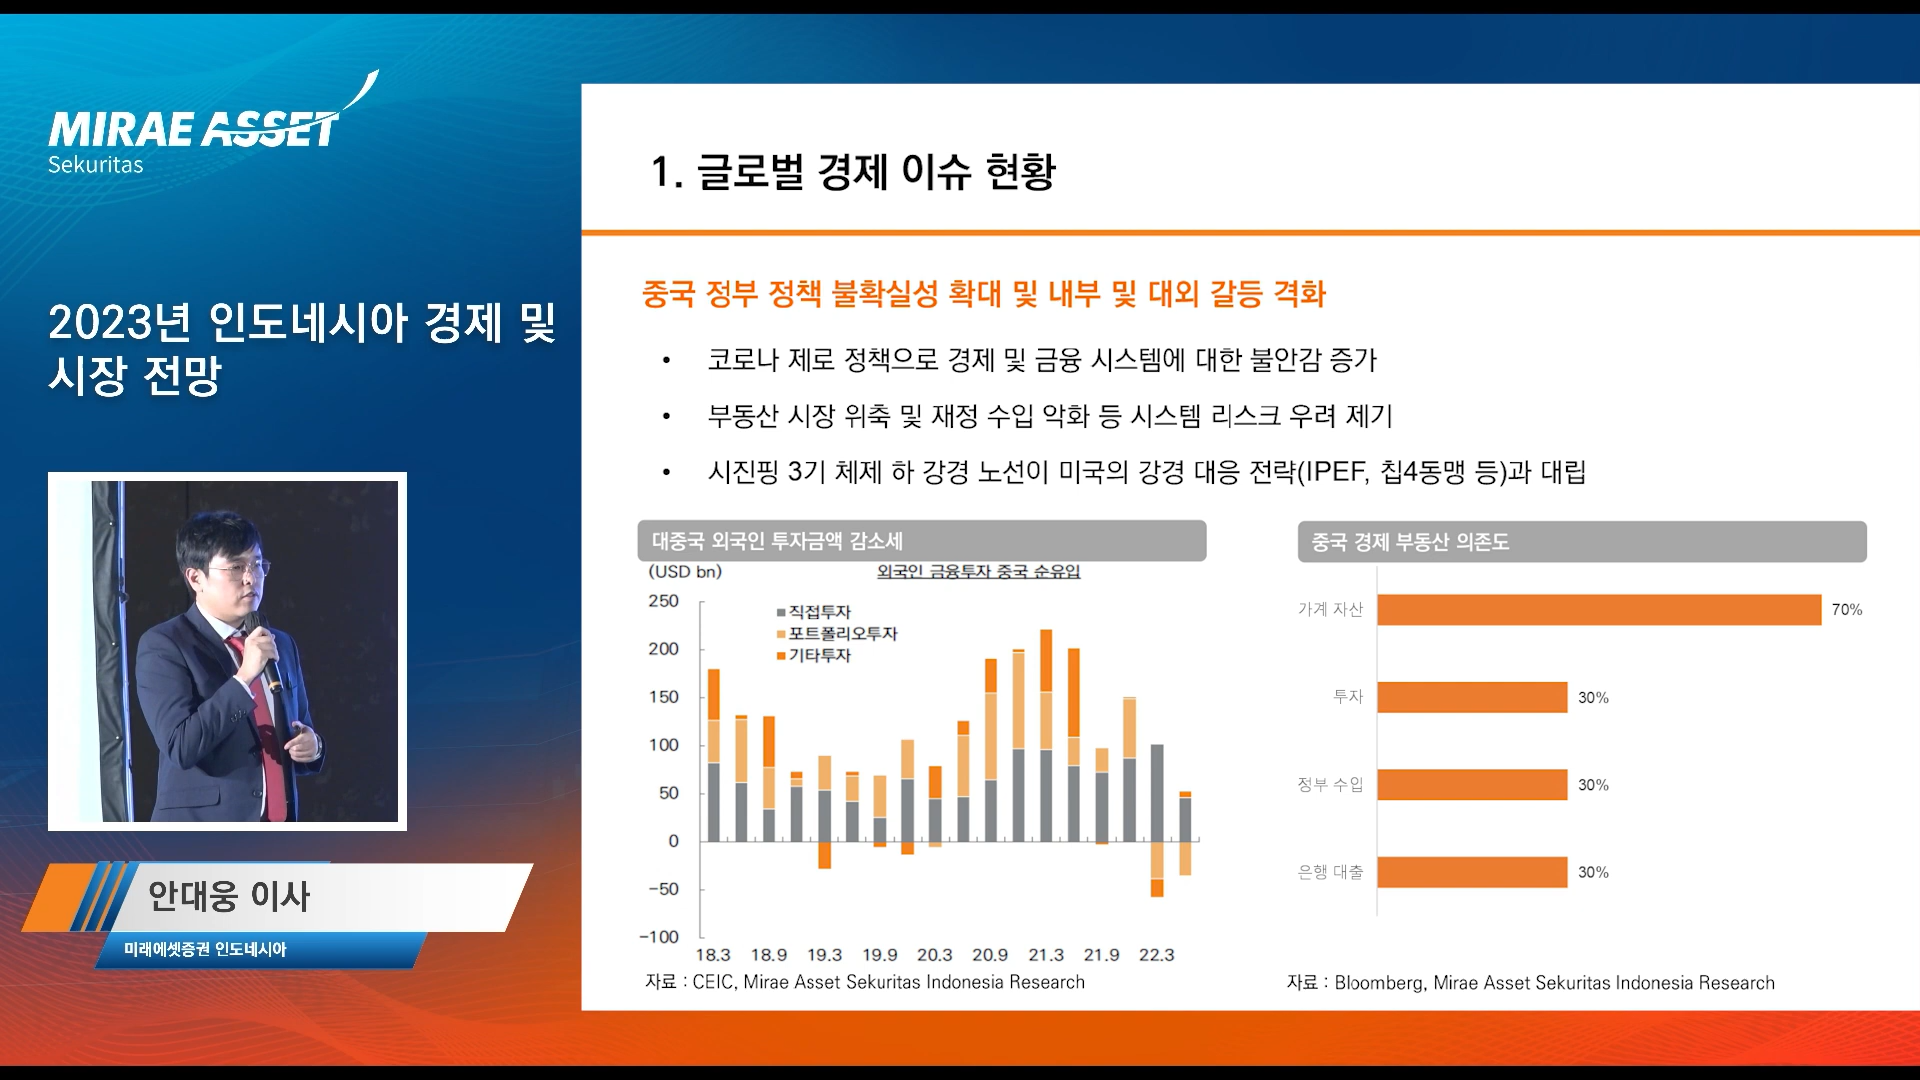 MIRAE ASSET
Sekuritas
2023년 인도네시아 경제 및
시장 전망
안대웅 이사
미래에셋증권 인도네시아
1. 글로벌 경제 이슈 현황
중국 정부 정책 불확실성 확대 및 내부 및 대외 갈등 격화
• 코로나 제로 정책으로 경제 및 금융 시스템에 대한 불안감 증가
• 부동산 시장 위축 및 재정 수입 악화 등 시스템 리스크 우려 제기
• 시진핑 3기 체제 하 강경 노선이 미국의 강경 대응 전략(IPEF, 칩4동맹 등)과 대립
대중국 외국인 투자금액 감소세
(USD bn) 외국인 금융투자 중국 순유입
직접투자
포트폴리오투자
기타투자
250
200
150
100
50
0
-50
-100
18.3 18.9 19.3 19.9 20.3 20.9 21.3 21.9 22.3
자료 : CEIC, Mirae Asset Sekuritas Indonesia Research
중국 경제 부동산 의존도
가계 자산 70%
투자 30%
정부 수입 30%
은행 대출 30%
자료 : Bloomberg, Mirae Asset Sekuritas Indonesia Research